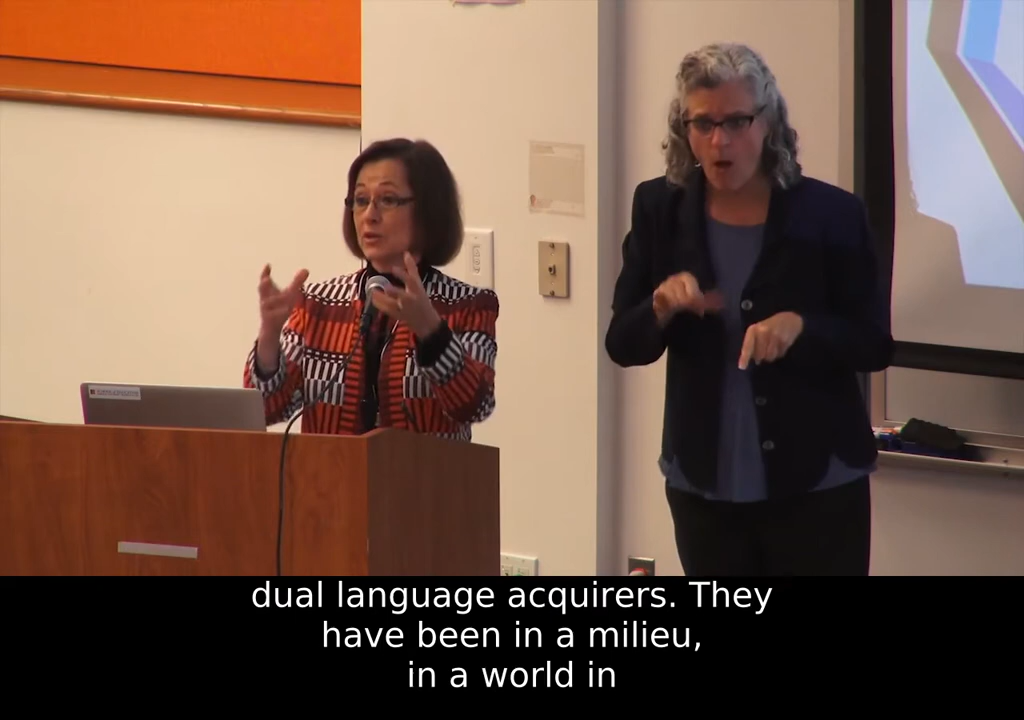 dual language acquirers. They
have been in a milieu,
in a world in